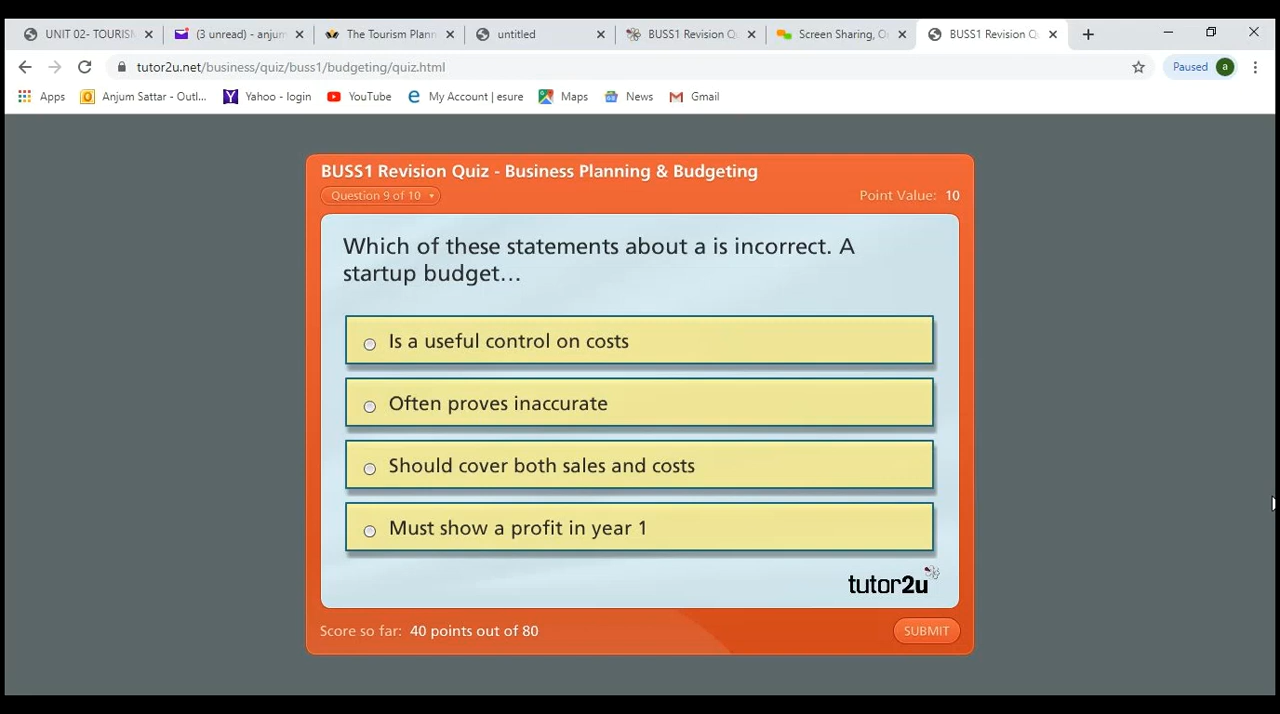 UNIT 02- TOURISM
(3 unread) - anjum
The Tourism Plann
untitled
BUSS1 Revision Q
Screen Sharing, O
BUSS1 Revision Q
tutor2u.net/business/quiz/buss1/budgeting/quiz.html
Paused
a
Apps
Anjum Sattar - Outl...
Yahoo - login
YouTube
My Account | esure
Maps
News
Gmail
BUSS1 Revision Quiz - Business Planning & Budgeting
Question 9 of 10
Point Value: 10
Which of these statements about a is incorrect. A
startup budget...
Is a useful control on costs
Often proves inaccurate
Should cover both sales and costs
Must show a profit in year 1
tutor2u
Score so far: 40 points out of 80
SUBMIT